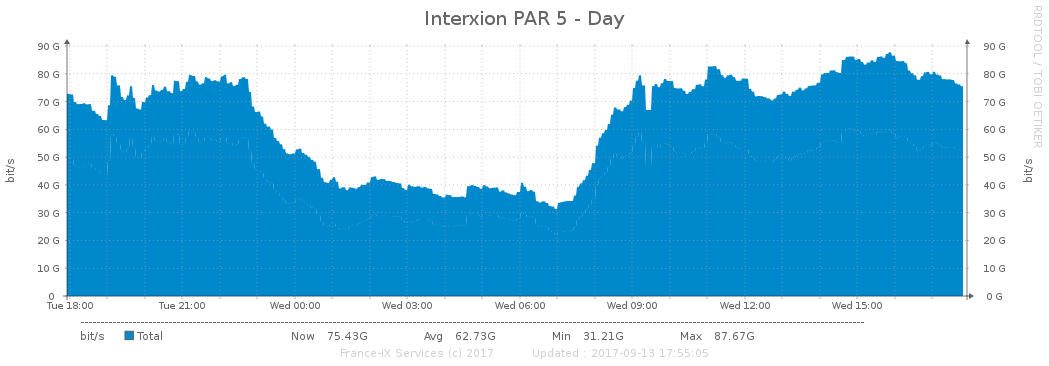 Interxion PAR 5 - Day
RRDTOOL / TOBI OETIKER
bit/s
bit/s
90 G 90 G
80 G 80 G
70 G 70 G
60 G 60 G
50 G 50 G
40 G 40 G
30 G 30 G
20 G 20 G
10 G 10 G
0 0 G
Tue 18:00 Tue 21:00 Wed 00:00 Wed 03:00 Wed 06:00 Wed 09:00 Wed 12:00 Wed 15:00
bit/s Total Now 75.43G Avg 62.73G Min 31.21G Max 87.67G
France-IX Services (c) 2017 Updated : 2017-09-13 17:55:05